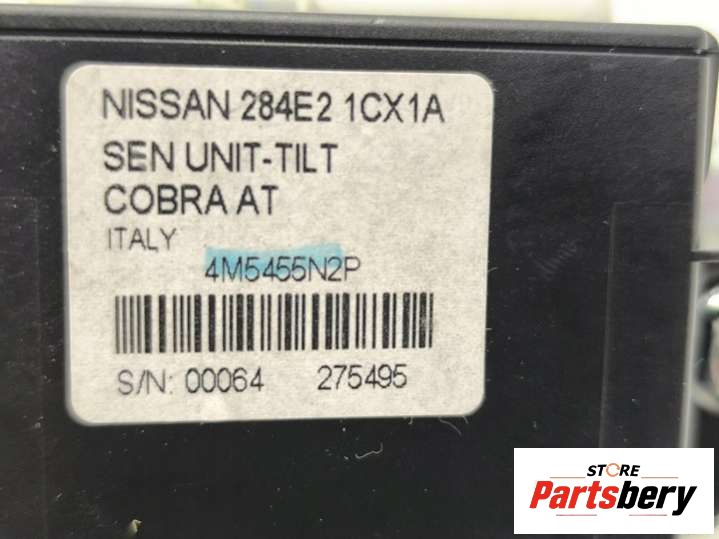 NISSAN 284E2 1CX1A
SEN UNIT-TILT
COBRA AT
ITALY
4M5455N2P
S/N: 00064 275495
STORE
Partsbery